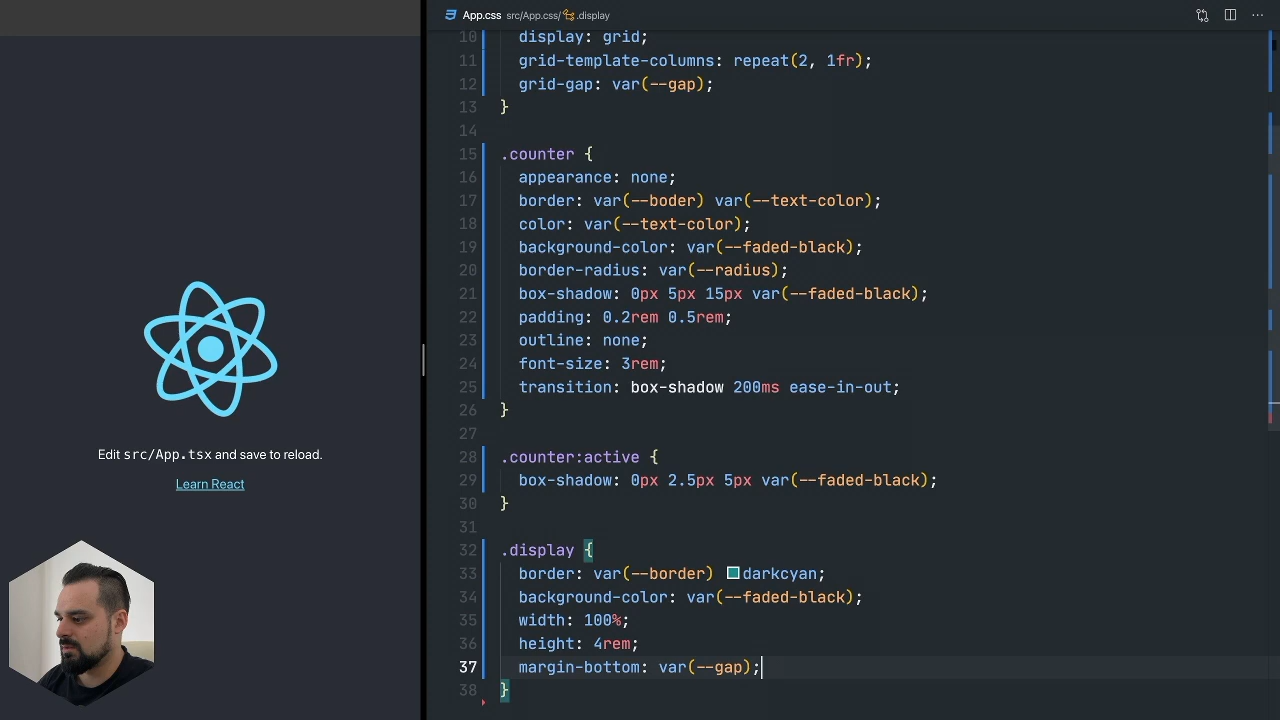 App.css src/App.css/ .display
10 display: grid;
11 grid-template-columns: repeat(2, 1fr);
12 grid-gap: var(--gap);
13 }
14
15 .counter {
16 appearance: none;
17 border: var(--boder) var(--text-color);
18 color: var(--text-color);
19 background-color: var(--faded-black);
20 border-radius: var(--radius);
21 box-shadow: 0px 5px 15px var(--faded-black);
22 padding: 0.2rem 0.5rem;
23 outline: none;
24 font-size: 3rem;
25 transition: box-shadow 200ms ease-in-out;
26 }
27
28 .counter:active {
29 box-shadow: 0px 2.5px 5px var(--faded-black);
30 }
31
32 .display {
33 border: var(--border) darkcyan;
34 background-color: var(--faded-black);
35 width: 100%;
36 height: 4rem;
37 margin-bottom: var(--gap);
38 }
Edit src/App.tsx and save to reload.
Learn React